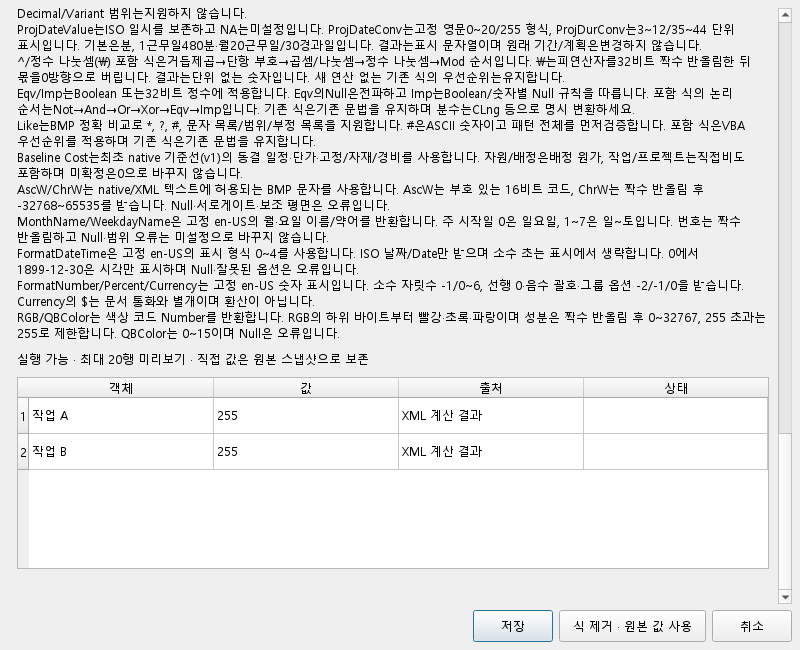 Decimal/Variant 범위는지원하지 않습니다.
ProjDateValue는ISO 일시를 보존하고 NA는미설정입니다. ProjDateConv는고정 영문0~20/255 형식, ProjDurConv는3~12/35~44 단위
표시입니다. 기본은분, 1근무일480분·월20근무일/30경과일입니다. 결과는표시 문자열이며 원래 기간/계획은변경하지 않습니다.
^/정수 나눗셈(₩) 포함 식은거듭제곱→단항 부호→곱셈/나눗셈→정수 나눗셈→Mod 순서입니다. ₩는피연산자를32비트 짝수 반올림한 뒤
몫을0방향으로 버립니다. 결과는단위 없는 숫자입니다. 새 연산 없는 기존 식의 우선순위는유지합니다.
Eqv/Imp는Boolean 또는32비트 정수에 적용합니다. Eqv의Null은전파하고 Imp는Boolean/숫자별 Null 규칙을 따릅니다. 포함 식의 논리
순서는Not→And→Or→Xor→Eqv→Imp입니다. 기존 식은기존 문법을 유지하며 분수는CLng 등으로 명시 변환하세요.
Like는BMP 정확 비교로 *, ?, #, 문자 목록/범위/부정 목록을 지원합니다. #은ASCII 숫자이고 패턴 전체를 먼저검증합니다. 포함 식은VBA
우선순위를 적용하며 기존 식은기존 문법을 유지합니다.
Baseline Cost는최초 native 기준선(v1)의 동결 일정·단가·고정/자재/경비를 사용합니다. 자원/배정은배정 원가, 작업/프로젝트는직접비도
포함하며 미확정은0으로 바꾸지 않습니다.
AscW/ChrW는 native/XML 텍스트에 허용되는 BMP 문자를 사용합니다. AscW는 부호 있는 16비트 코드, ChrW는 짝수 반올림 후
-32768~65535를 받습니다. Null·서로게이트·보조 평면은 오류입니다.
MonthName/WeekdayName은 고정 en-US의 월·요일 이름/약어를 반환합니다. 주 시작일 0은 일요일, 1~7은 일~토입니다. 번호는 짝수
반올림하고 Null·범위 오류는 미설정으로 바꾸지 않습니다.
FormatDateTime은 고정 en-US의 표시 형식 0~4를 사용합니다. ISO 날짜/Date만 받으며 소수 초는 표시에서 생략합니다. 0에서
1899-12-30은 시각만 표시하며 Null·잘못된 옵션은 오류입니다.
FormatNumber/Percent/Currency는 고정 en-US 숫자 표시입니다. 소수 자릿수 -1/0~6, 선행 0·음수 괄호·그룹 옵션 -2/-1/0을 받습니다.
Currency의 $는 문서 통화와 별개이며 환산이 아닙니다.
RGB/QBColor는 색상 코드 Number를 반환합니다. RGB의 하위 바이트부터 빨강·초록·파랑이며 성분은 짝수 반올림 후 0~32767, 255 초과는
255로 제한합니다. QBColor는 0~15이며 Null은 오류입니다.
실행 가능 · 최대 20행 미리보기 · 직접 값은 원본 스냅샷으로 보존
객체 값 출처 상태
1 작업 A 255 XML 계산 결과
2 작업 B 255 XML 계산 결과
저장 식 제거 · 원본 값 사용 취소